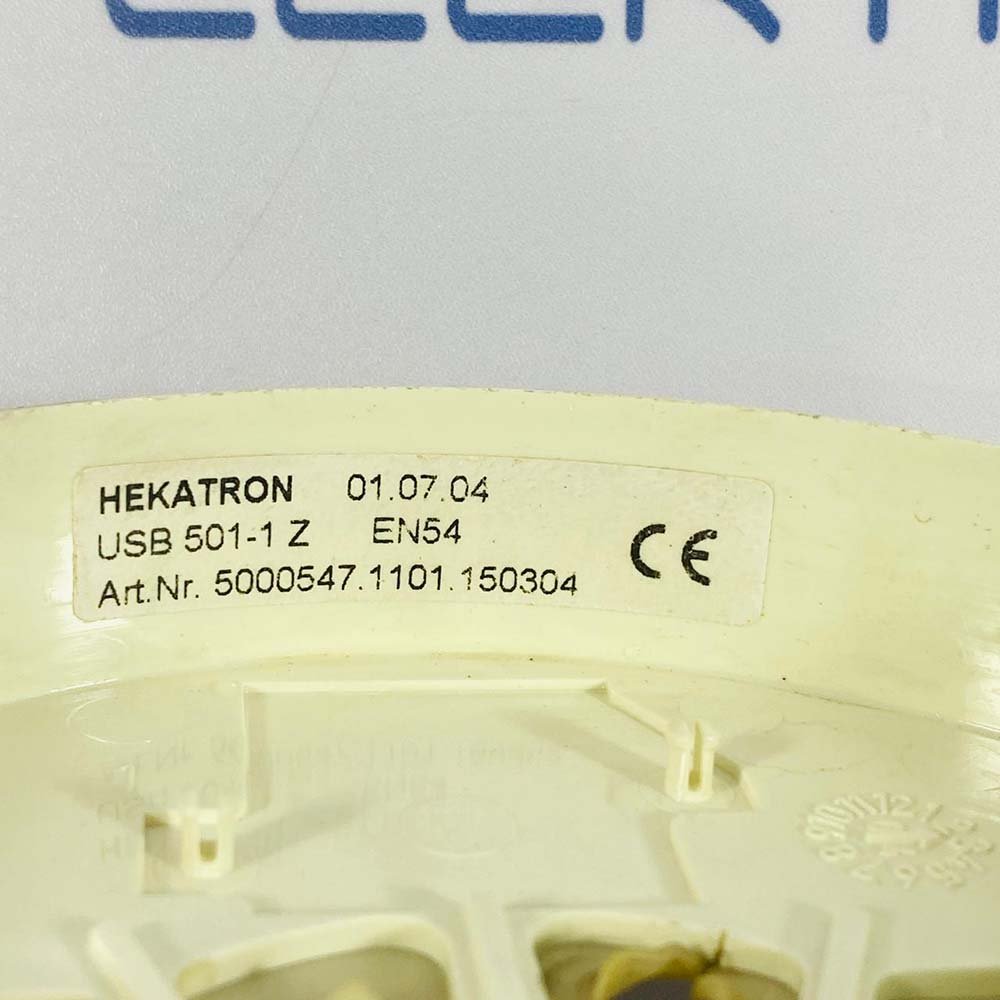 HEKATRON 01.07.04
USB 501-1 Z EN54
Art.Nr. 5000547.1101.150304
CE